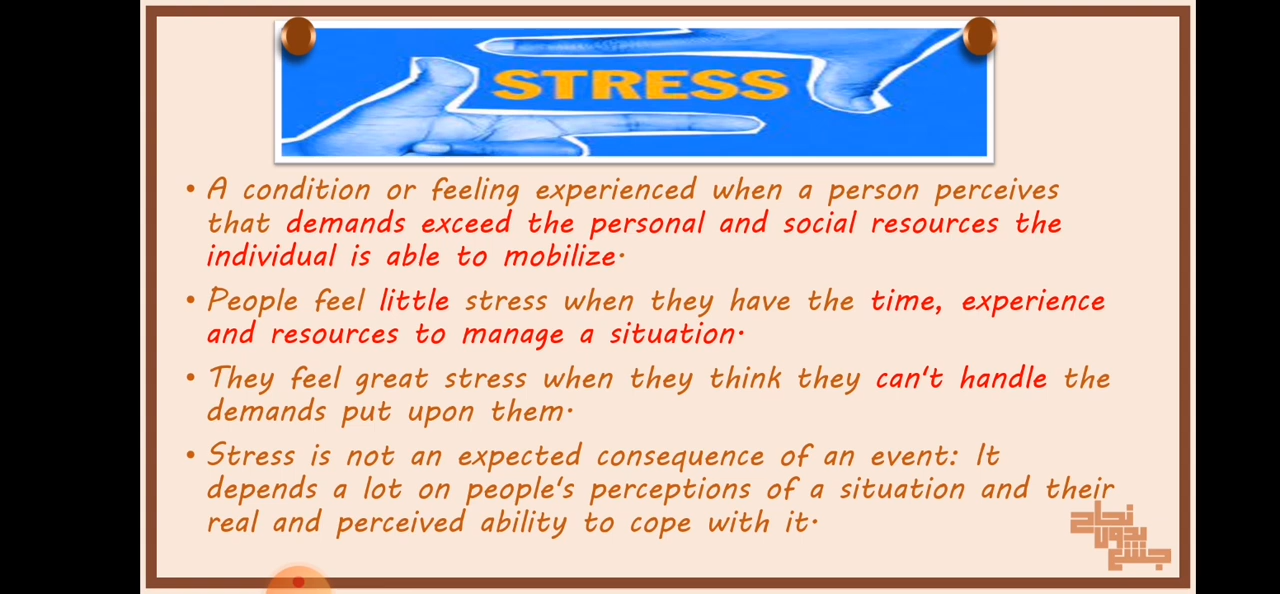 STRESS
• A condition or feeling experienced when a person perceives
that demands exceed the personal and social resources the
individual is able to mobilize.
• People feel little stress when they have the time, experience
and resources to manage a situation.
• They feel great stress when they think they can't handle the
demands put upon them.
• Stress is not an expected consequence of an event: It
depends a lot on people's perceptions of a situation and their
real and perceived ability to cope with it.
نجاح
بدون
جشع